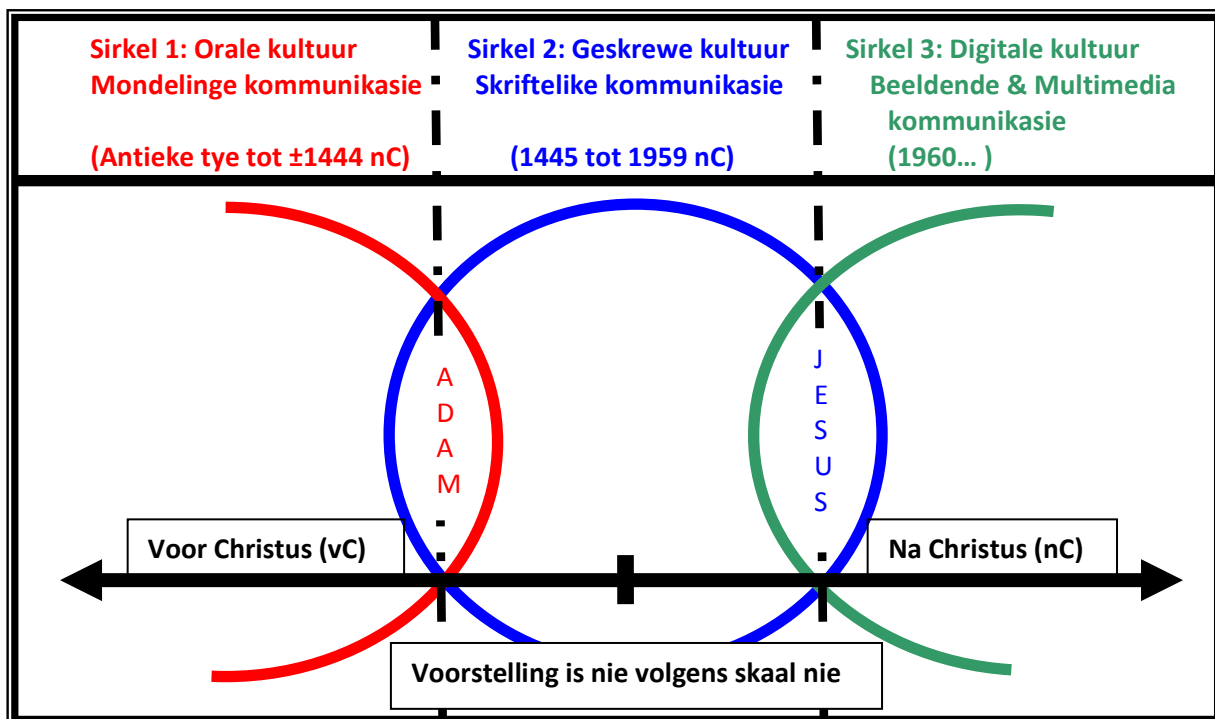 Sirkel 1: Orale kultuur
Mondelinge kommunikasie
(Antieke tye tot ±1444 nC)
Sirkel 2: Geskrewe kultuur
Skriftelike kommunikasie
(1445 tot 1959 nC)
Sirkel 3: Digitale kultuur
Beeldende & Multimedia
kommunikasie
(1960… )
A
D
A
M
J
E
S
U
S
Voor Christus (vC)
Na Christus (nC)
Voorstelling is nie volgens skaal nie